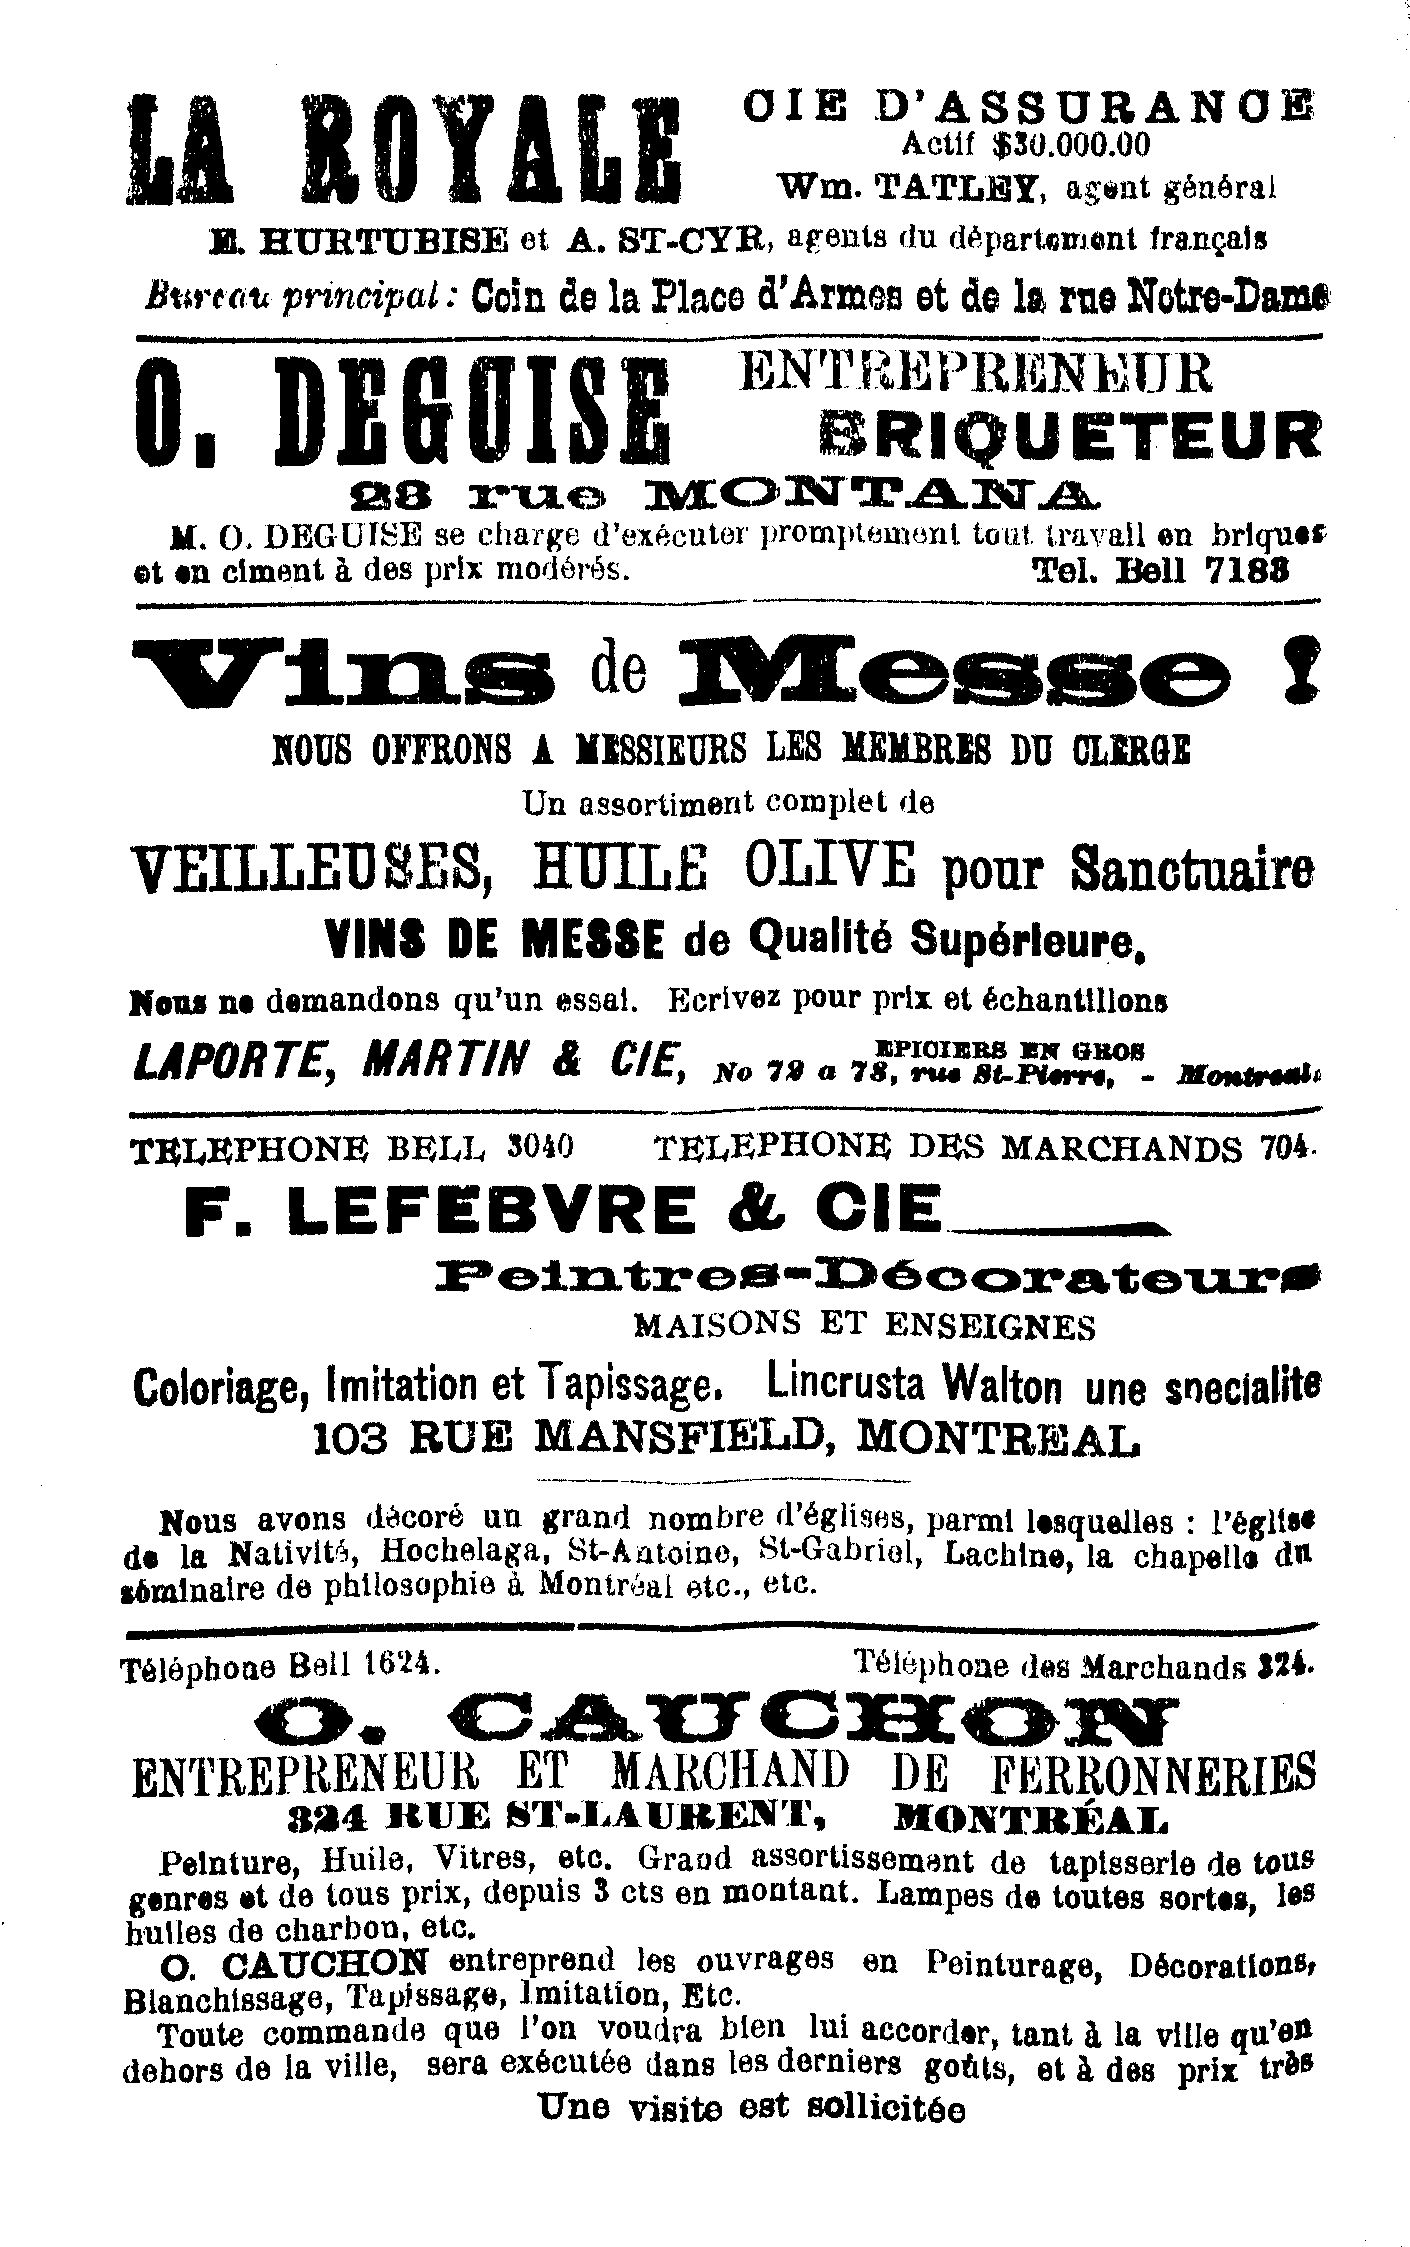 LA ROYALE CIE D'ASSURANCE
Actif $30.000.00
Wm. TATLEY, agent général
E. HURTUBISE et A. ST-CYR, agents du département français
Bureau principal : Coin de la Place d'Armes et de la rue Notre-Dame
O. DEGUISE ENTREPRENEUR
BRIQUETEUR
28 rue MONTANA
M. O. DEGUISE se charge d'exécuter promptement tout travail en briques
et en ciment à des prix modérés. Tel. Bell 7183
Vins de Messe !
NOUS OFFRONS A MESSIEURS LES MEMBRES DU CLERGE
Un assortiment complet de
VEILLEUSES, HUILE OLIVE pour Sanctuaire
VINS DE MESSE de Qualité Supérieure.
Nous ne demandons qu'un essai. Ecrivez pour prix et échantillons
LAPORTE, MARTIN & CIE, EPICIERS EN GROS
No 72 a 78, rue St-Pierre, - Montreal.
TELEPHONE BELL 3040 TELEPHONE DES MARCHANDS 704.
F. LEFEBVRE & CIE
Peintres-Décorateurs
MAISONS ET ENSEIGNES
Coloriage, Imitation et Tapissage. Lincrusta Walton une specialite
103 RUE MANSFIELD, MONTREAL
Nous avons décoré un grand nombre d'églises, parmi lesquelles : l'église
de la Nativité, Hochelaga, St-Antoine, St-Gabriel, Lachine, la chapelle du
séminaire de philosophie à Montréal etc., etc.
Téléphone Bell 1624. Téléphone des Marchands 324.
O. CAUCHON
ENTREPRENEUR ET MARCHAND DE FERRONNERIES
324 RUE ST-LAURENT, MONTRÉAL
Peinture, Huile, Vitres, etc. Grand assortissement de tapisserie de tous
genres et de tous prix, depuis 3 cts en montant. Lampes de toutes sortes, les
huiles de charbon, etc.
O. CAUCHON entreprend les ouvrages en Peinturage, Décorations,
Blanchissage, Tapissage, Imitation, Etc.
Toute commande que l'on voudra bien lui accorder, tant à la ville qu'en
dehors de la ville, sera exécutée dans les derniers goûts, et à des prix très
Une visite est sollicitée